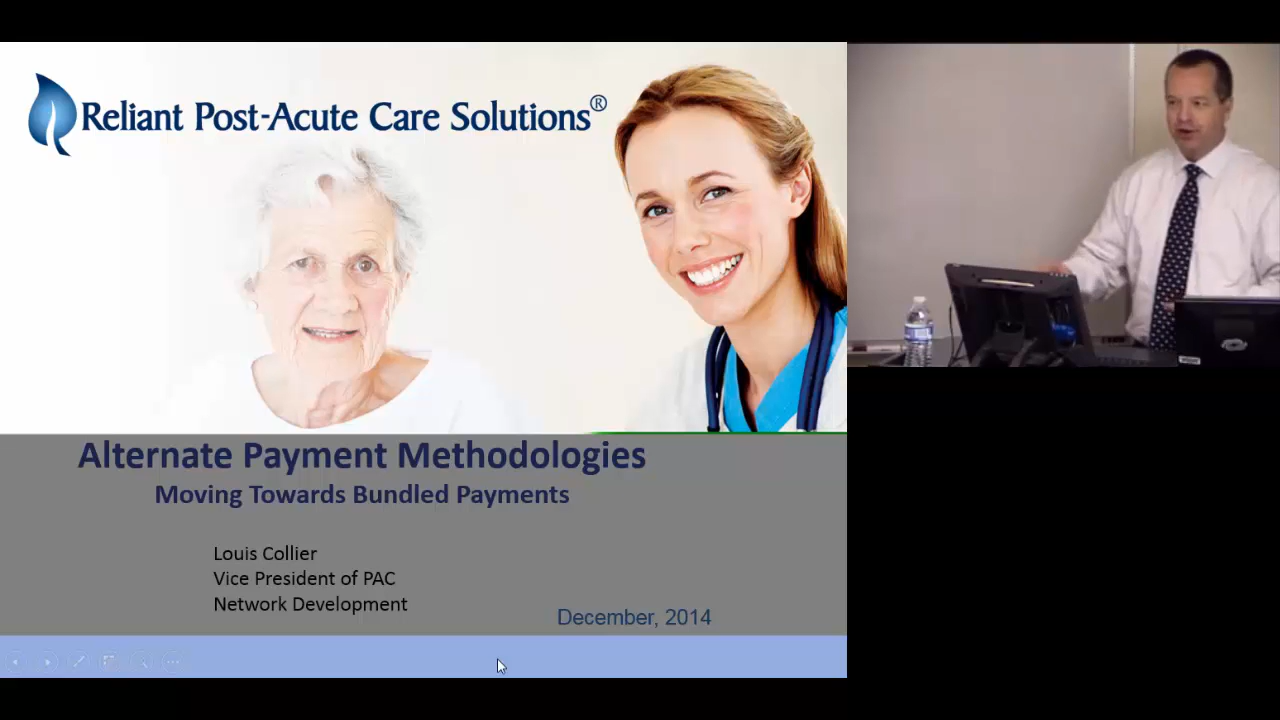 Reliant Post-Acute Care Solutions®
Alternate Payment Methodologies
Moving Towards Bundled Payments
Louis Collier
Vice President of PAC
Network Development
December, 2014